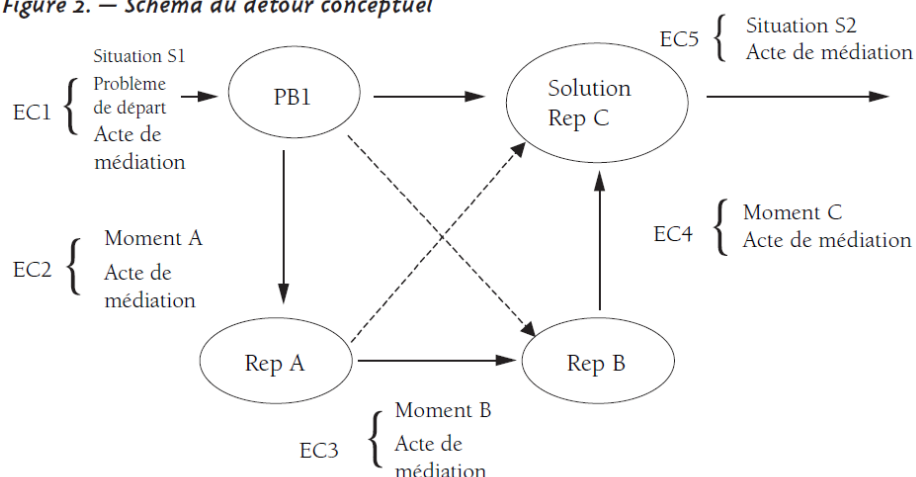 Figure 2. — Schéma du détour conceptuel
EC1
Situation S1
Problème
de départ
Acte de
médiation
PB1
Solution
Rep C
EC5
Situation S2
Acte de médiation
EC2
Moment A
Acte de
médiation
EC4
Moment C
Acte de médiation
Rep A
Rep B
EC3
Moment B
Acte de
médiation